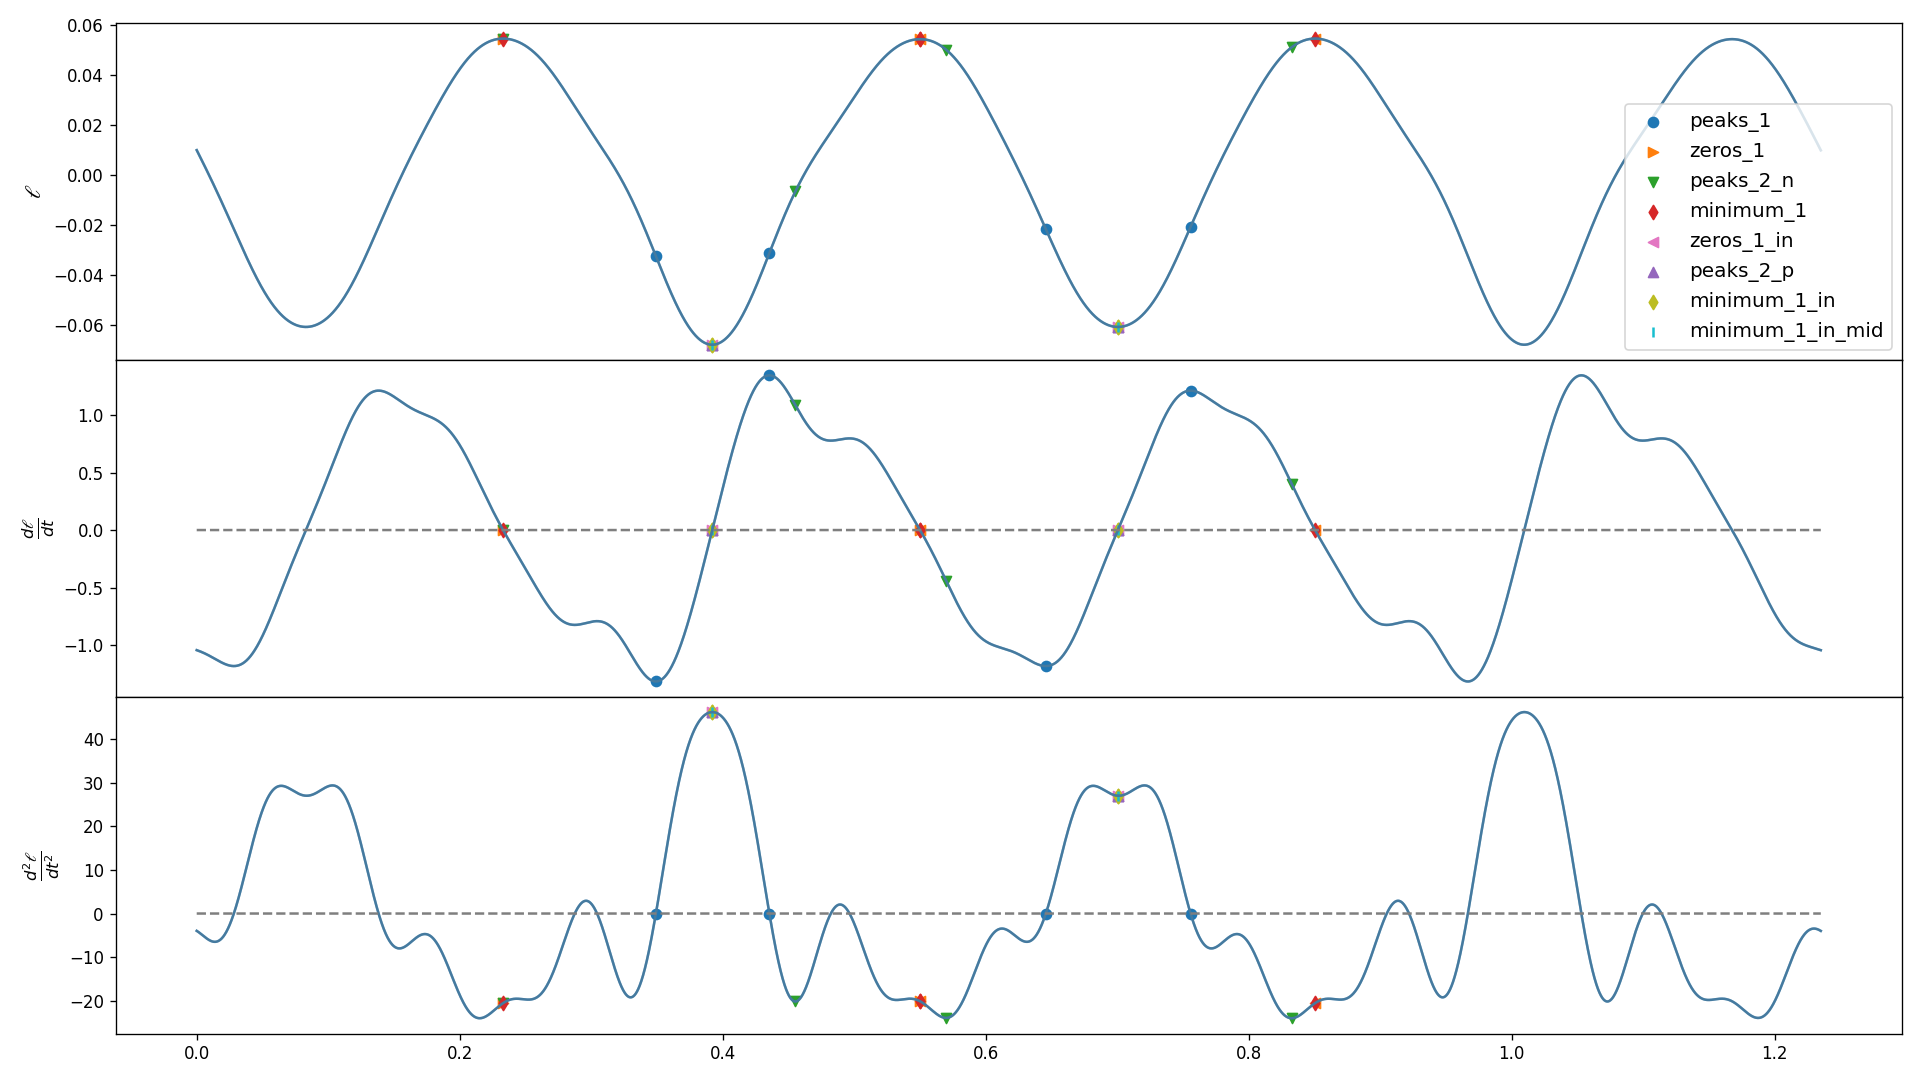 0.06
0.04
0.02
0.00
−0.02
−0.04
−0.06
ℓ
peaks_1
zeros_1
peaks_2_n
minimum_1
zeros_1_in
peaks_2_p
minimum_1_in
minimum_1_in_mid
1.0
0.5
0.0
−0.5
−1.0
dℓ
dt
40
30
20
10
0
−10
−20
d²ℓ
dt²
0.0 0.2 0.4 0.6 0.8 1.0 1.2